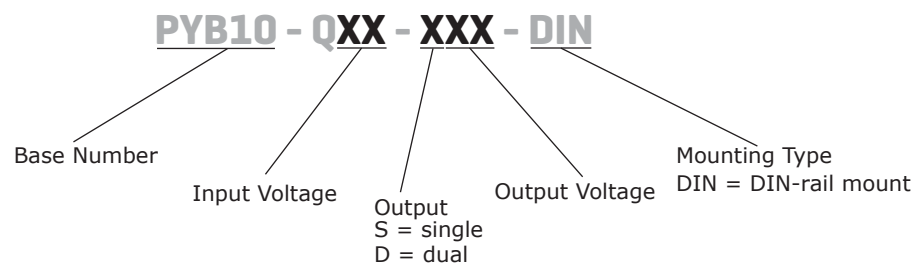 PYB10 - QXX - XXX - DIN
Base Number
Input Voltage
Output
S = single
D = dual
Output Voltage
Mounting Type
DIN = DIN-rail mount